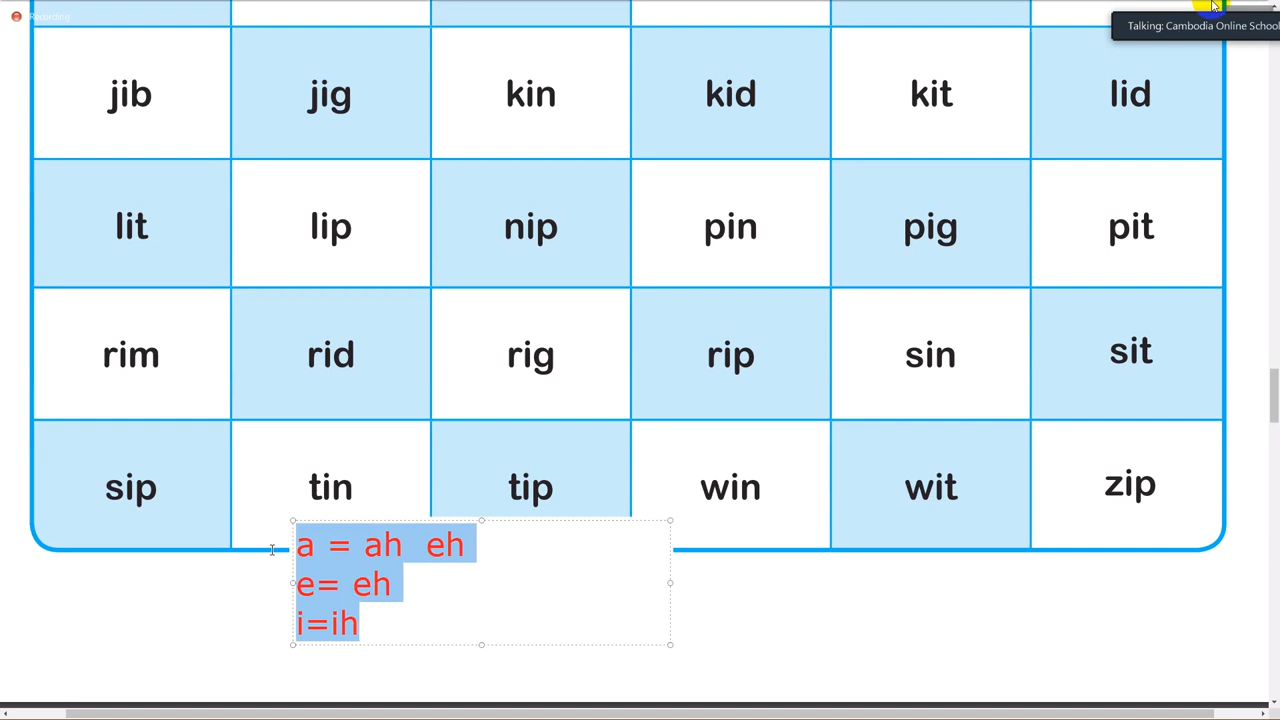 Recording
Talking: Cambodia Online School
jib jig kin kid kit lid
lit lip nip pin pig pit
rim rid rig rip sin sit
sip tin tip win wit zip
a = ah  eh
e= eh
i=ih